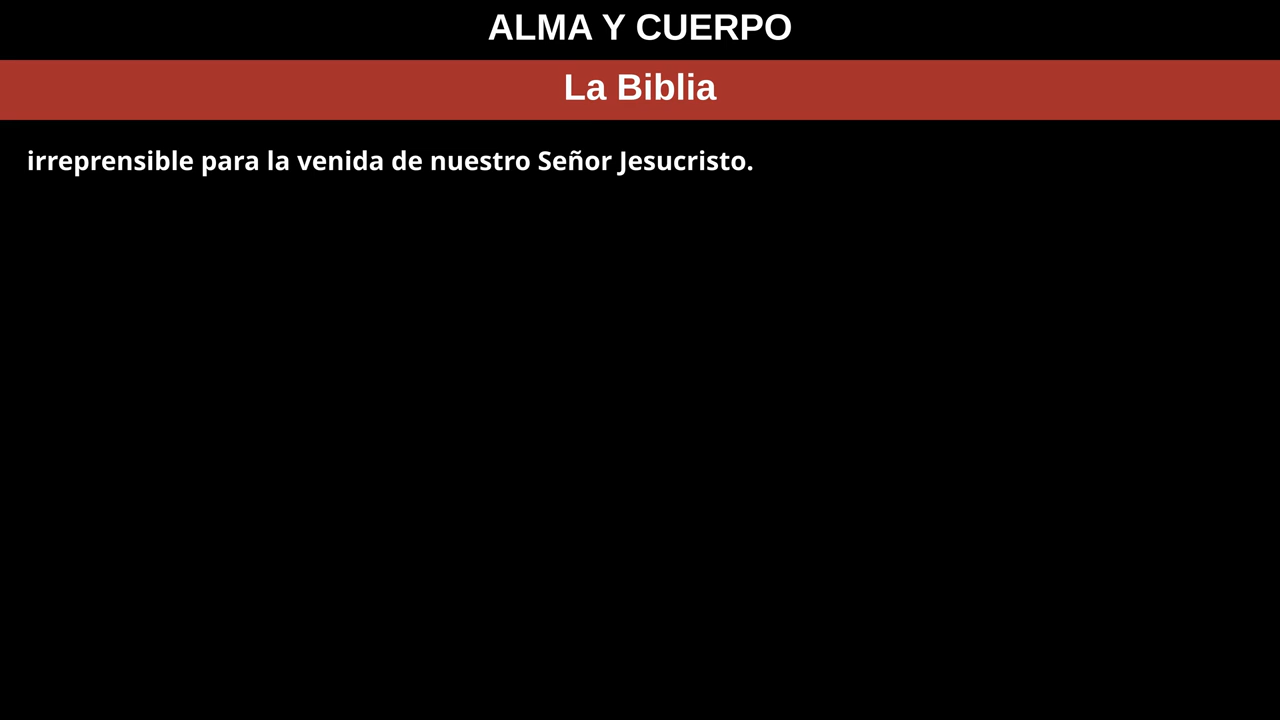 ALMA Y CUERPO
La Biblia
irreprensible para la venida de nuestro Señor Jesucristo.